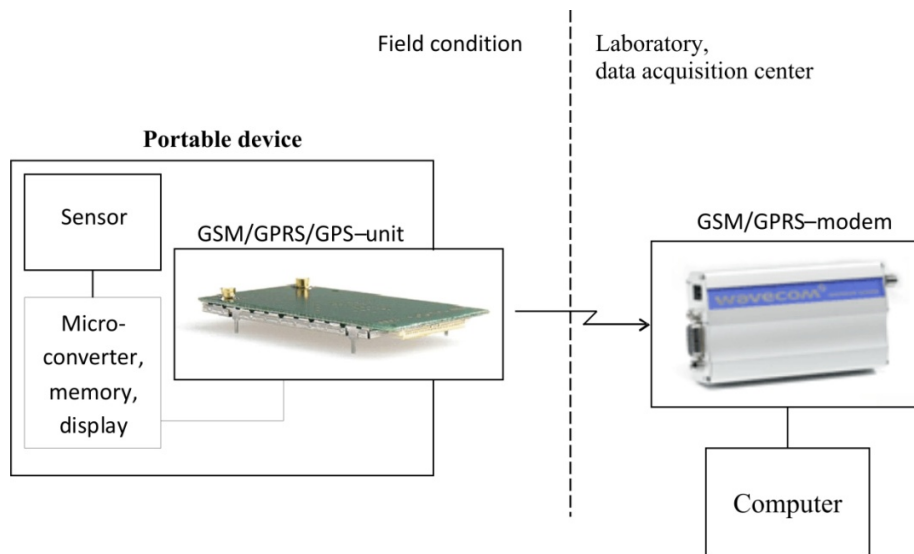 Field condition
Laboratory,
data acquisition center
Portable device
Sensor
GSM/GPRS/GPS–unit
Micro-
converter,
memory,
display
GSM/GPRS–modem
wavecom
Computer